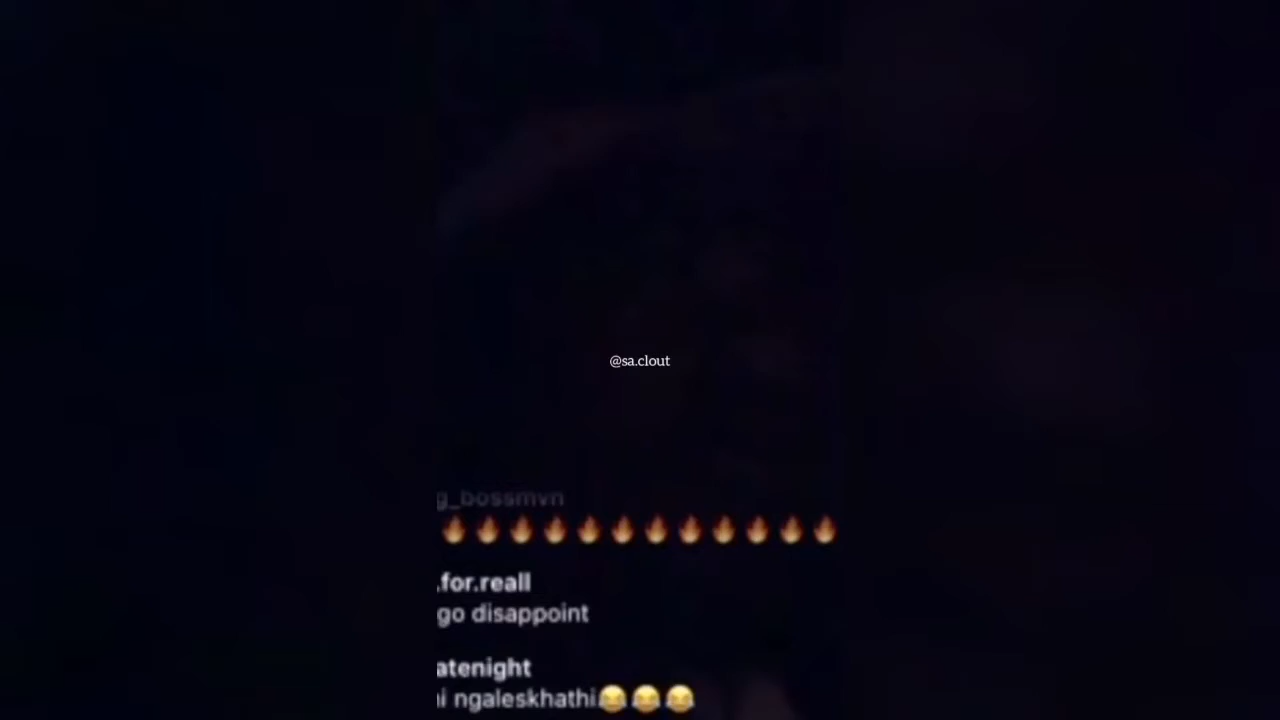 @sa.clout
g_bossmvn
🔥🔥🔥🔥🔥🔥🔥🔥🔥🔥🔥🔥
.for.reall
go disappoint
atenight
i ngaleskhathi😂😂😂